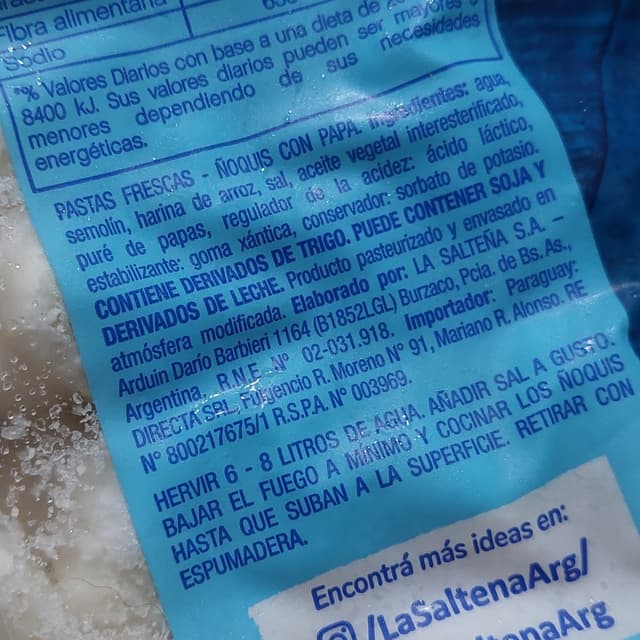 Fibra alimentaria
Sodio
*% Valores Diarios con base a una dieta de
8400 kJ. Sus valores diarios pueden ser mayores o
menores dependiendo de sus necesidades
energéticas.
PASTAS FRESCAS - ÑOQUIS CON PAPA. Ingredientes: agua,
semolin, harina de arroz, sal, aceite vegetal interesterificado,
puré de papas, regulador de la acidez: ácido láctico,
estabilizante: goma xántica, conservador: sorbato de potasio.
CONTIENE DERIVADOS DE TRIGO. PUEDE CONTENER SOJA Y
DERIVADOS DE LECHE. Producto pasteurizado y envasado en
atmósfera modificada. Elaborado por: LA SALTEÑA S.A. –
Arduin Darío Barbieri 1164 (B1852LGL) Burzaco, Pcia. de Bs. As.,
Argentina. R.N.E. N° 02-031.918. Importador: Paraguay:
DIRECTA SRL, Fulgencio R. Moreno N° 91, Mariano R. Alonso. RE
N° 800217675/1 R.S.P.A. N° 003969.
HERVIR 6 - 8 LITROS DE AGUA. AÑADIR SAL A GUSTO.
BAJAR EL FUEGO A MÍNIMO Y COCINAR LOS ÑOQUIS
HASTA QUE SUBAN A LA SUPERFICIE. RETIRAR CON
ESPUMADERA.
Encontrá más ideas en:
/LaSaltenaArg/